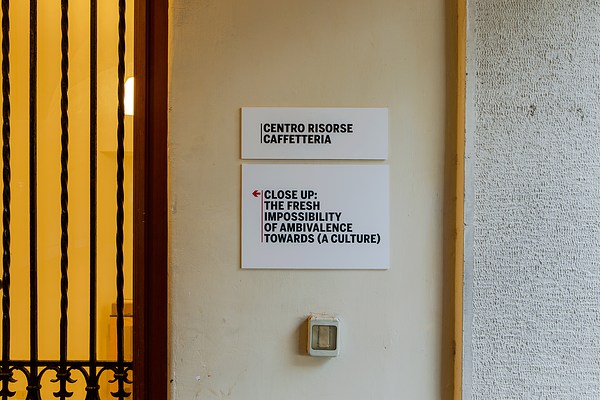 CENTRO RISORSE
CAFFETTERIA
CLOSE UP:
THE FRESH
IMPOSSIBILITY
OF AMBIVALENCE
TOWARDS (A CULTURE)